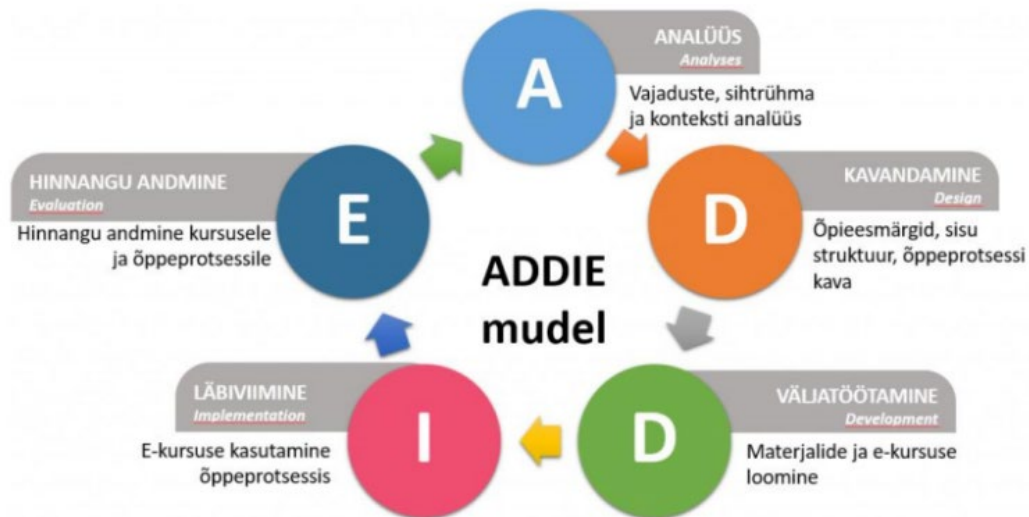 A
ANALÜÜS
Analyses
Vajaduste, sihtrühma
ja konteksti analüüs
D
KAVANDAMINE
Design
Õpieesmärgid, sisu
struktuur, õppeprotsessi
kava
D
VÄLJATÖÖTAMINE
Development
Materjalide ja e-kursuse
loomine
I
LÄBIVIIMINE
Implementation
E-kursuse kasutamine
õppeprotsessis
E
HINNANGU ANDMINE
Evaluation
Hinnangu andmine kursusele
ja õppeprotsessile
ADDIE
mudel